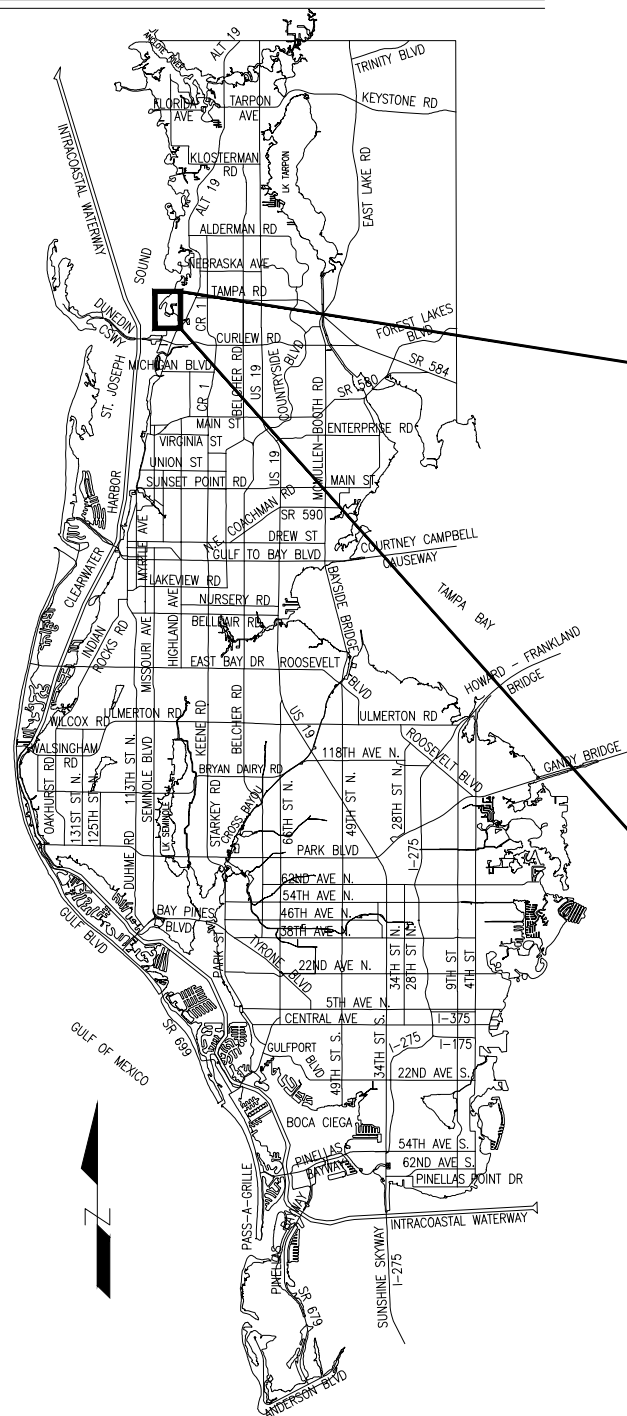 ANCLOTE RIVER
ALT 19
TRINITY BLVD
KEYSTONE RD
FLORIDA
AVE
TARPON
AVE
KLOSTERMAN
RD
LK TARPON
EAST LAKE RD
INTRACOASTAL WATERWAY
ALT 19
ALDERMAN RD
SOUND
NEBRASKA AVE
TAMPA RD
CR 1
DUNEDIN
CSWY
CURLEW RD
FOREST LAKES
BLVD
SR 584
ST. JOSEPH
MICHIGAN BLVD
BELCHER RD
US 19
COUNTRYSIDE
BLVD
SR 580
CR 1
MAIN ST
MCMULLEN-BOOTH RD
ENTERPRISE RD
VIRGINIA ST
UNION ST
US 19
SUNSET POINT RD
MAIN ST
HARBOR
N.E. COACHMAN RD
SR 590
DREW ST
MYRTLE AVE
GULF TO BAY BLVD
COURTNEY CAMPBELL
CAUSEWAY
CLEARWATER
LAKEVIEW RD
NURSERY RD
BELLEAIR RD
BAYSIDE BRIDGE
TAMPA BAY
INDIAN
ROCKS RD
MISSOURI AVE
HIGHLAND AVE
EAST BAY DR
ROOSEVELT
BLVD
HOWARD - FRANKLAND
BRIDGE
WILCOX RD
ULMERTON RD
KEENE RD
BELCHER RD
US 19
ULMERTON RD
WALSINGHAM
RD
118TH AVE N.
ROOSEVELT BLVD
GANDY BRIDGE
OAKHURST RD
131ST ST N.
125TH ST N.
113TH ST N.
SEMINOLE BLVD
LK SEMINOLE
BRYAN DAIRY RD
STARKEY RD
CROSS BAYOU
66TH ST N.
49TH ST N.
28TH ST N.
I-275
DUHME RD
PARK BLVD
62ND AVE N.
54TH AVE N.
46TH AVE N.
38TH AVE N.
GULF BLVD
BAY PINES
BLVD
PARK ST
TYRONE BLVD
22ND AVE N.
34TH ST N.
28TH ST N.
9TH ST
4TH ST
5TH AVE N.
CENTRAL AVE
I-375
GULF OF MEXICO
SR 699
GULFPORT
BLVD
49TH ST S.
34TH ST S.
I-275
I-175
22ND AVE S.
BOCA CIEGA
54TH AVE S.
PINELLAS
BAYWAY
62ND AVE S.
PINELLAS POINT DR
PASS-A-GRILLE
PINELLAS
BAYWAY
INTRACOASTAL WATERWAY
SUNSHINE SKYWAY
I-275
SR 679
ANDERSON BLVD
N